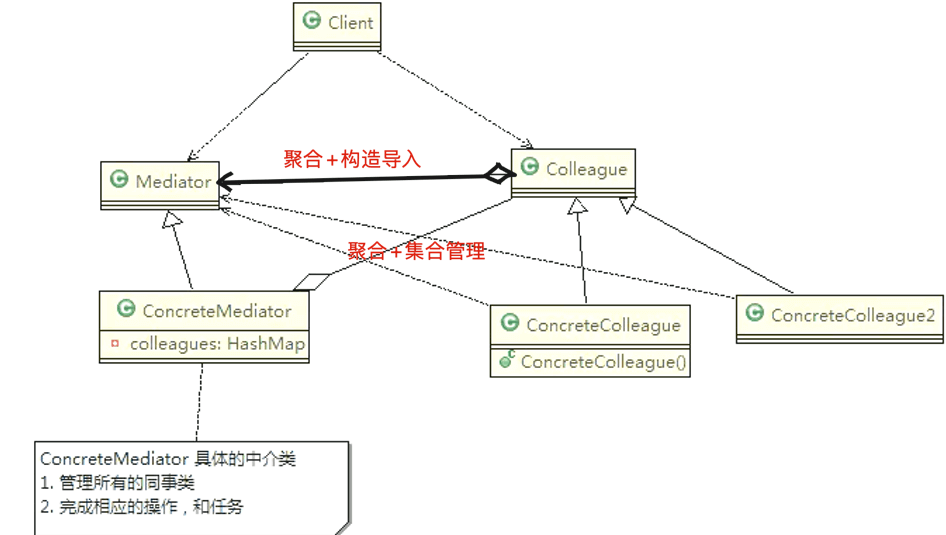 Client
聚合+构造导入
Mediator
Colleague
聚合+集合管理
ConcreteMediator
colleagues: HashMap
ConcreteColleague
ConcreteColleague()
ConcreteColleague2
ConcreteMediator 具体的中介类
1. 管理所有的同事类
2. 完成相应的操作，和任务